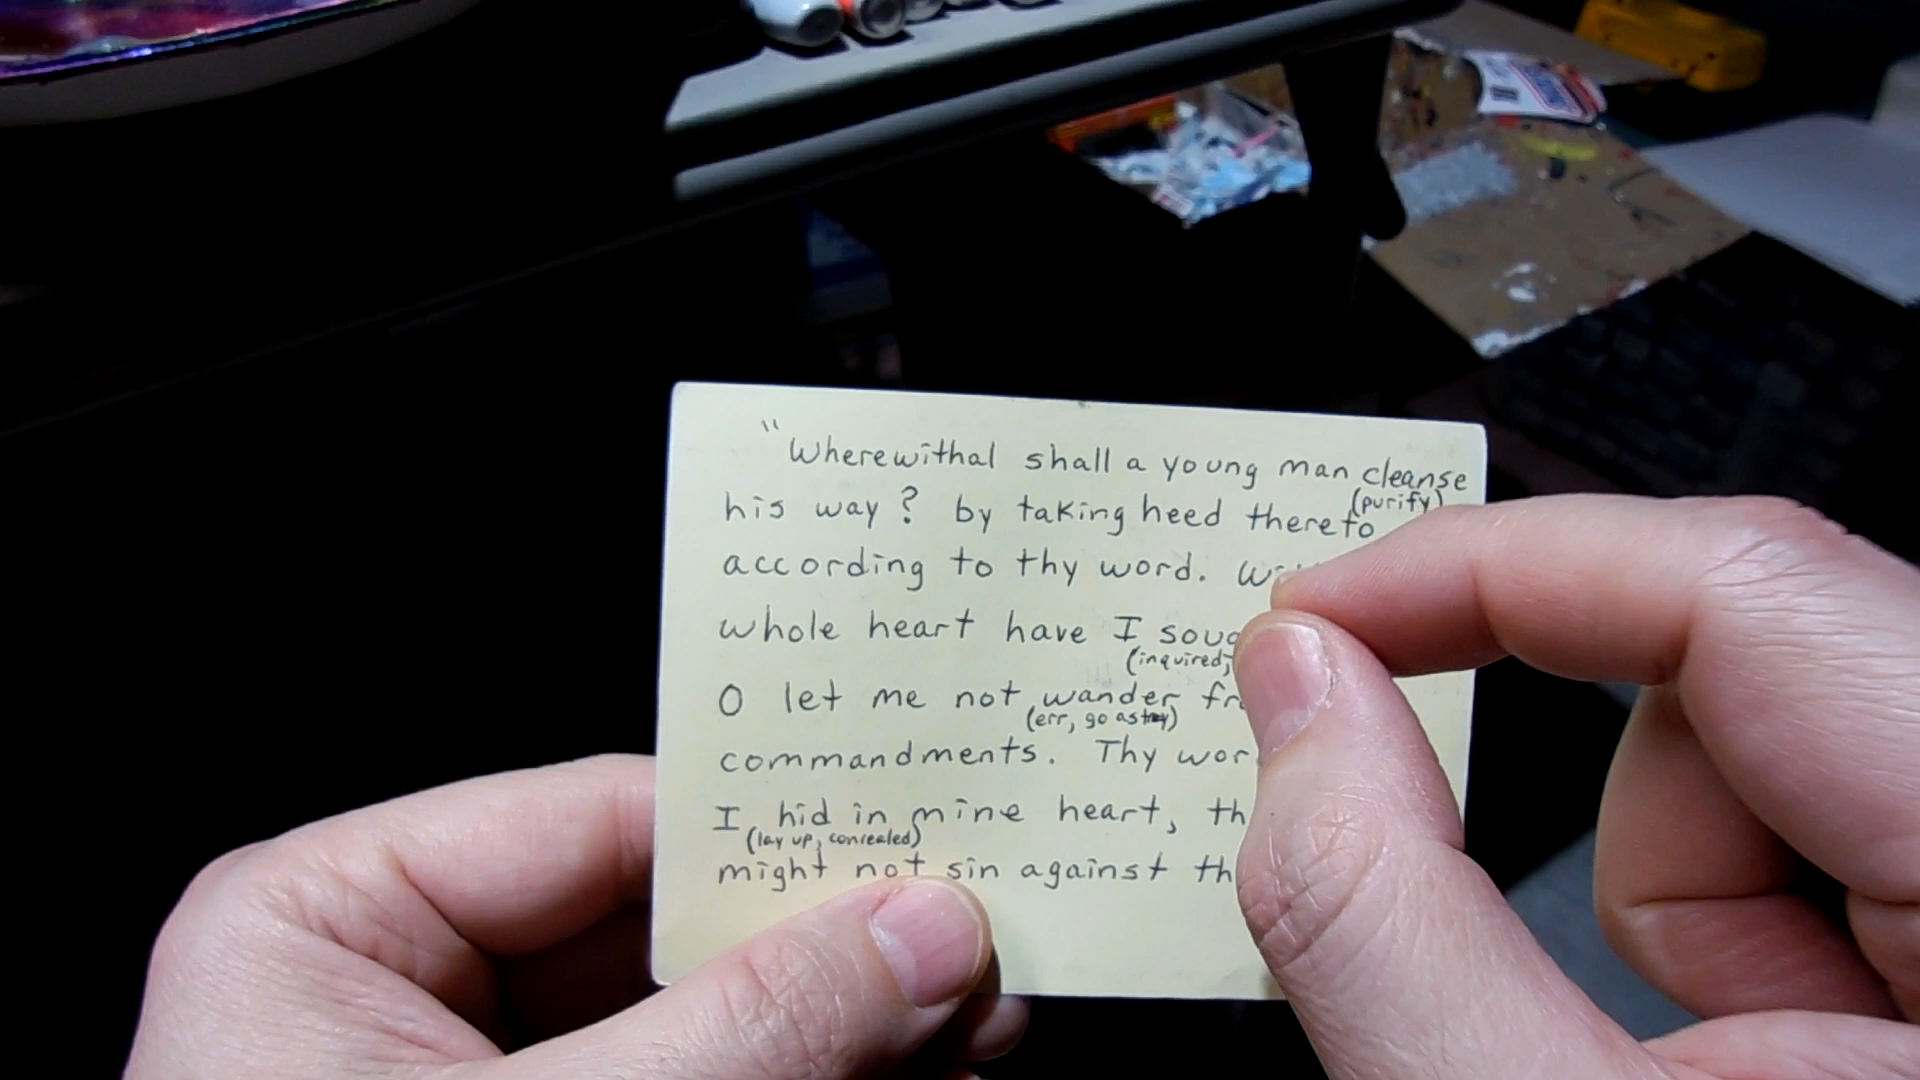 "Wherewithal shall a young man cleanse
(purify)
his way? by taking heed thereto
according to thy word.
whole heart have I
(inquired;
O let me not wander
(err, go astray)
commandments. Thy
I hid in mine heart,
(lay up, concealed)
might not sin against